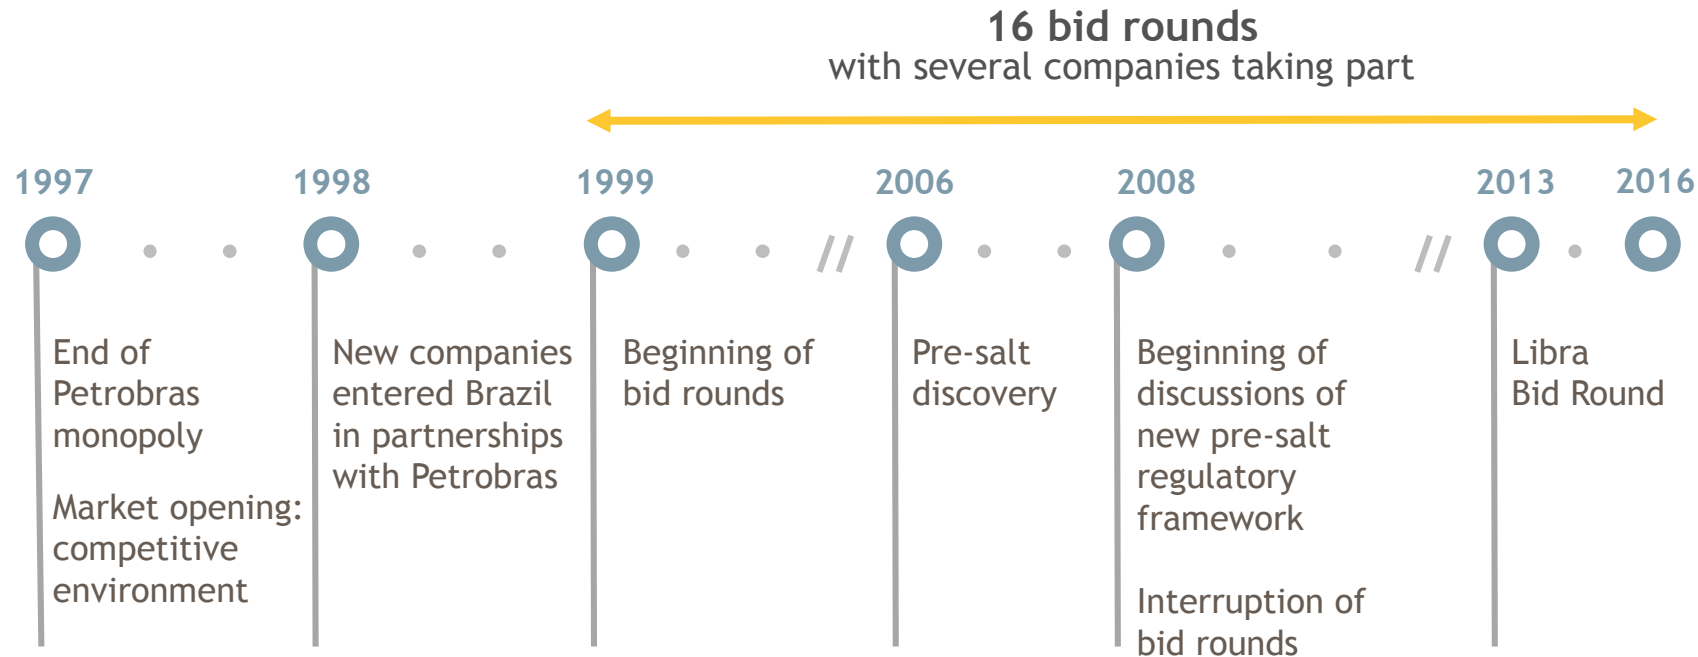 16 bid rounds
with several companies taking part
1997
1998
1999
2006
2008
2013
2016
End of
Petrobras
monopoly
Market opening:
competitive
environment
New companies
entered Brazil
in partnerships
with Petrobras
Beginning of
bid rounds
Pre-salt
discovery
Beginning of
discussions of
new pre-salt
regulatory
framework
Interruption of
bid rounds
Libra
Bid Round